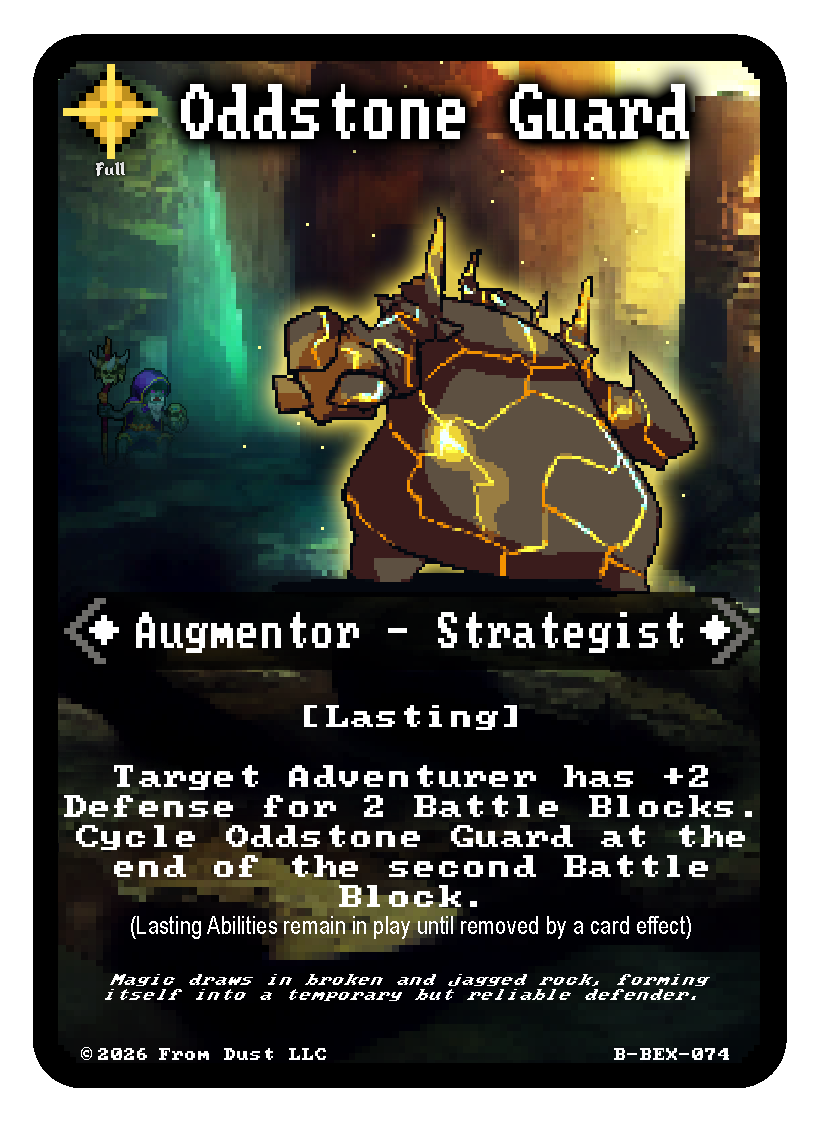 Oddstone Guard
Full
Augmentor - Strategist
[Lasting]
Target Adventurer has +2
Defense for 2 Battle Blocks.
Cycle Oddstone Guard at the
end of the second Battle
Block.
(Lasting Abilities remain in play until removed by a card effect)
Magic draws in broken and jagged rock, forming
itself into a temporary but reliable defender.
©2026 From Dust LLC
B-BEX-074